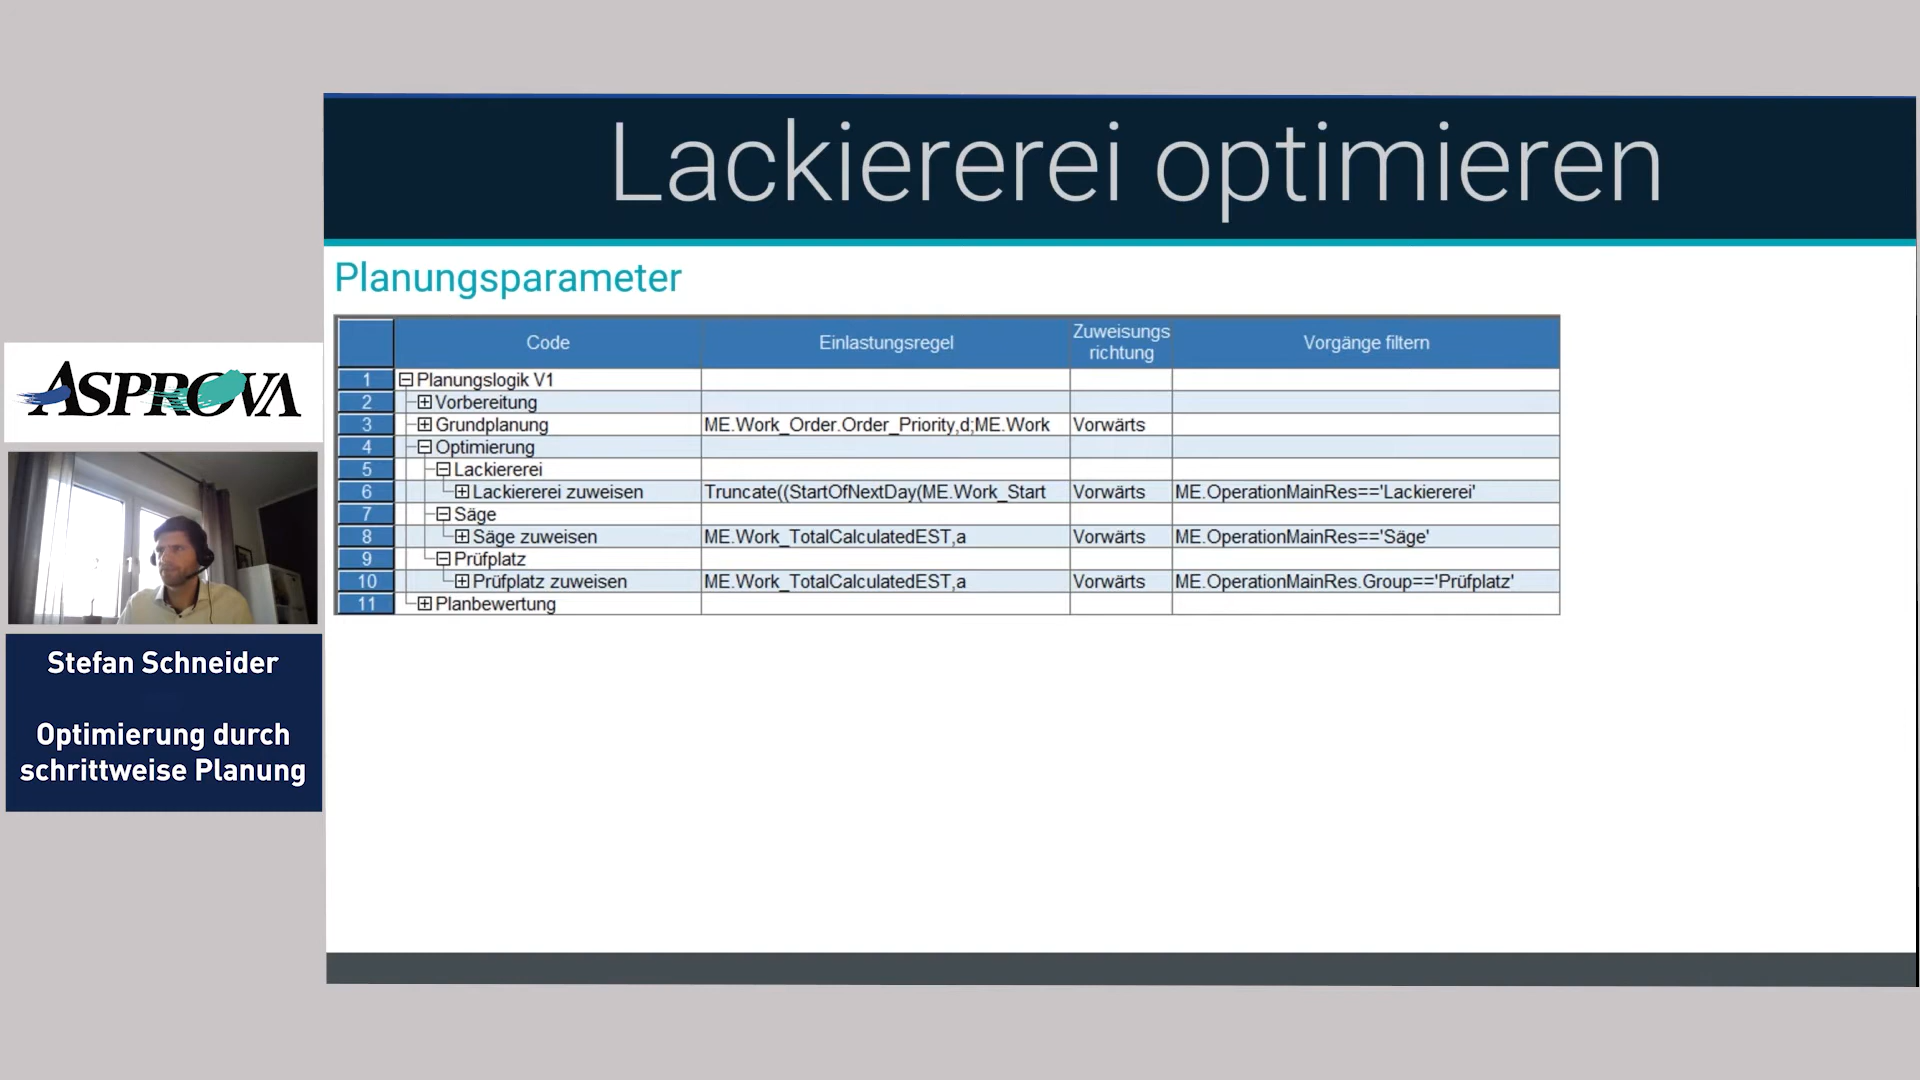 Lackiererei optimieren
Planungsparameter
Code Einlastungsregel Zuweisungs richtung Vorgänge filtern
1 Planungslogik V1
2 Vorbereitung
3 Grundplanung ME.Work_Order.Order_Priority,d;ME.Work Vorwärts
4 Optimierung
5 Lackiererei
6 Lackiererei zuweisen Truncate((StartOfNextDay(ME.Work_Start Vorwärts ME.OperationMainRes=='Lackiererei'
7 Säge
8 Säge zuweisen ME.Work_TotalCalculatedEST,a Vorwärts ME.OperationMainRes=='Säge'
9 Prüfplatz
10 Prüfplatz zuweisen ME.Work_TotalCalculatedEST,a Vorwärts ME.OperationMainRes.Group=='Prüfplatz'
11 Planbewertung
ASPROVA
Stefan Schneider
Optimierung durch
schrittweise Planung